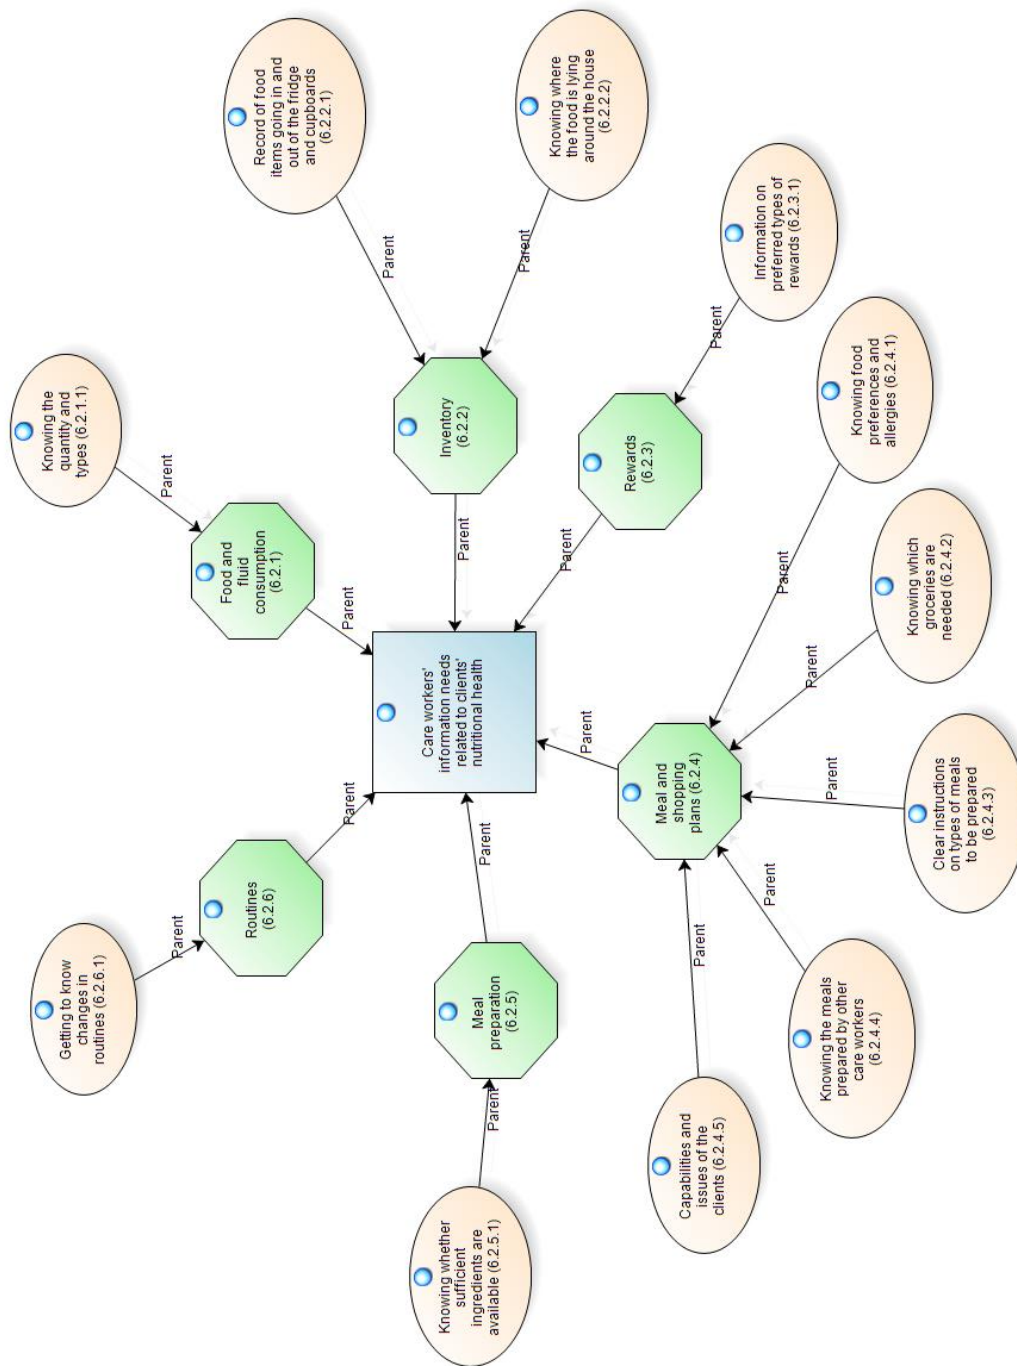 Getting to know
changes in
routines (6.2.6.1)
Parent
Routines
(6.2.6)
Parent
Knowing the
quantity and
types (6.2.1.1)
Parent
Food and
fluid
consumption
(6.2.1)
Parent
Record of food
items going in and
out of the fridge
and cupboards
(6.2.2.1)
Parent
Knowing where
the food is lying
around the house
(6.2.2.2)
Parent
Inventory
(6.2.2)
Parent
Care workers'
information needs
related to clients'
nutritional health
Knowing whether
sufficient
ingredients are
available (6.2.5.1)
Parent
Meal
preparation
(6.2.5)
Parent
Rewards
(6.2.3)
Parent
Information on
preferred types of
rewards (6.2.3.1)
Parent
Meal and
shopping
plans (6.2.4)
Parent
Capabilities and
issues of the
clients (6.2.4.5)
Parent
Knowing the meals
prepared by other
care workers
(6.2.4.4)
Parent
Clear instructions
on types of meals
to be prepared
(6.2.4.3)
Parent
Knowing which
groceries are
needed (6.2.4.2)
Parent
Knowing food
preferences and
allergies (6.2.4.1)
Parent